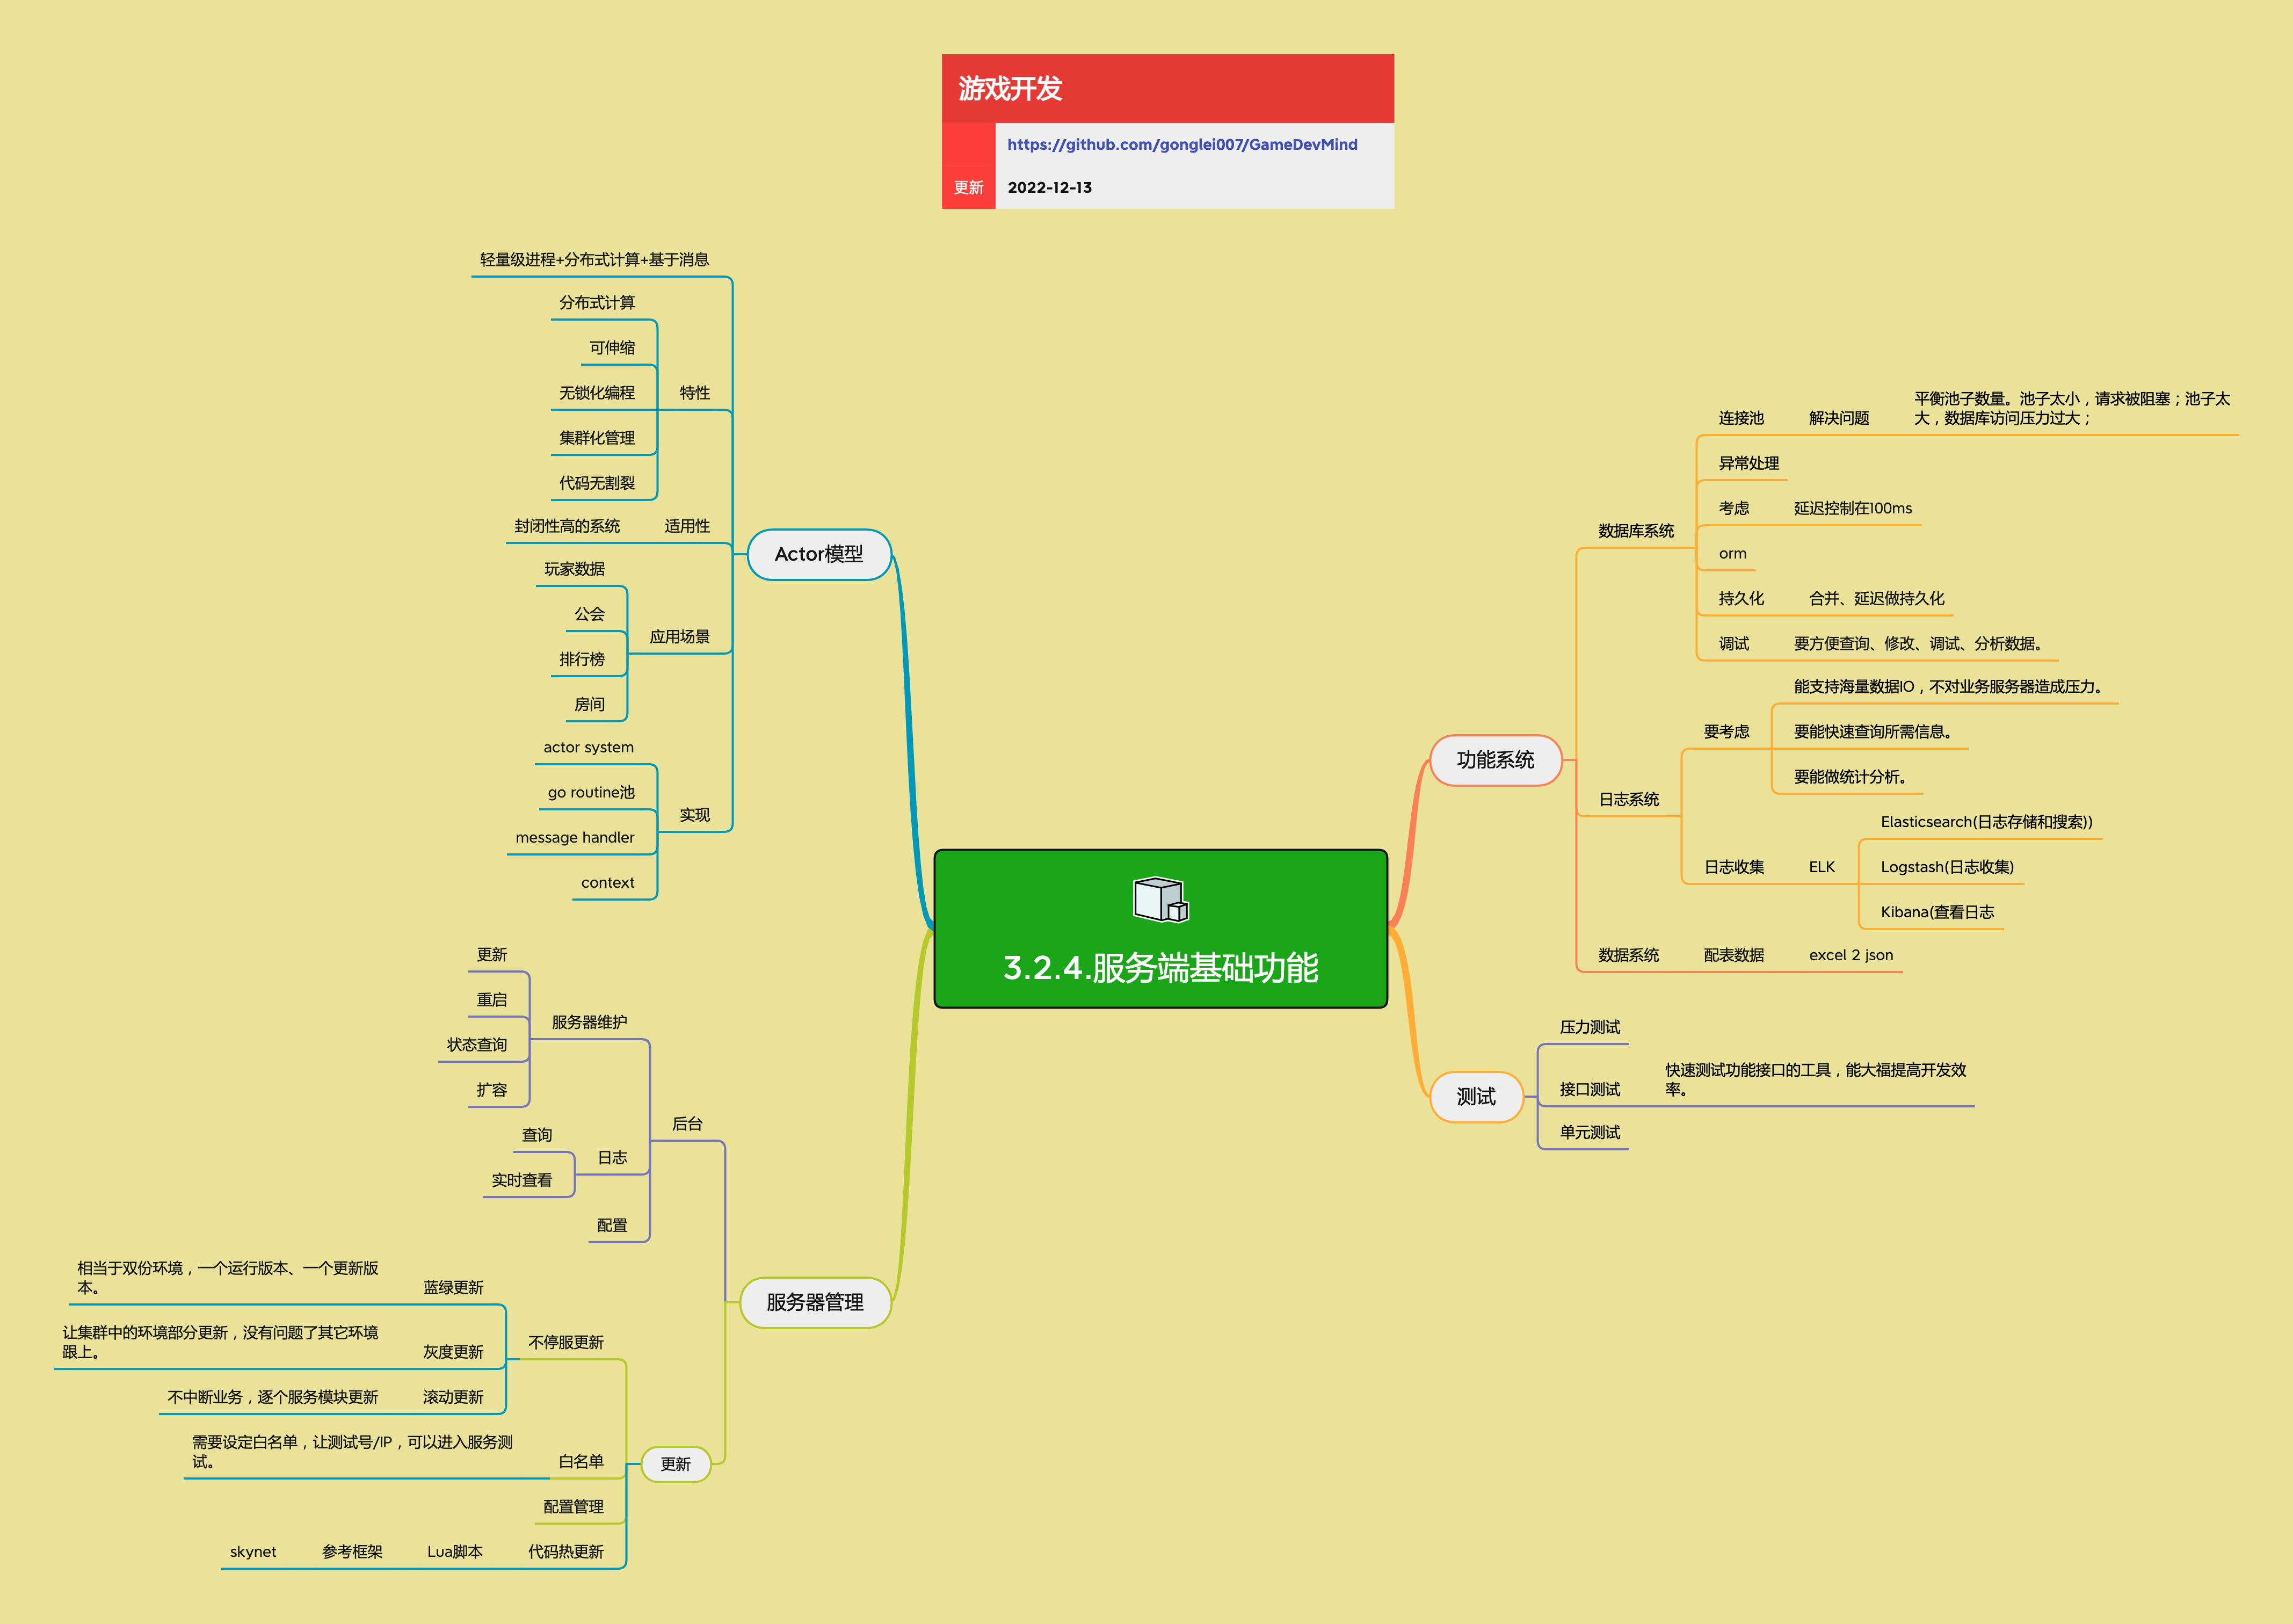 游戏开发
https://github.com/gonglei007/GameDevMind
更新
2022-12-13
3.2.4.服务端基础功能
Actor模型
轻量级进程+分布式计算+基于消息
特性
分布式计算
可伸缩
无锁化编程
集群化管理
代码无割裂
适用性
封闭性高的系统
应用场景
玩家数据
公会
排行榜
房间
实现
actor system
go routine池
message handler
context
服务器管理
后台
服务器维护
更新
重启
状态查询
扩容
日志
查询
实时查看
配置
更新
不停服更新
蓝绿更新
相当于双份环境，一个运行版本、一个更新版
本。
灰度更新
让集群中的环境部分更新，没有问题了其它环境
跟上。
滚动更新
不中断业务，逐个服务模块更新
白名单
需要设定白名单，让测试号/IP，可以进入服务测
试。
配置管理
代码热更新
Lua脚本
参考框架
skynet
功能系统
数据库系统
连接池
解决问题
平衡池子数量。池子太小，请求被阻塞；池子太
大，数据库访问压力过大；
异常处理
考虑
延迟控制在100ms
orm
持久化
合并、延迟做持久化
调试
要方便查询、修改、调试、分析数据。
日志系统
要考虑
能支持海量数据IO，不对业务服务器造成压力。
要能快速查询所需信息。
要能做统计分析。
日志收集
ELK
Elasticsearch(日志存储和搜索))
Logstash(日志收集)
Kibana(查看日志
数据系统
配表数据
excel 2 json
测试
压力测试
接口测试
快速测试功能接口的工具，能大福提高开发效
率。
单元测试